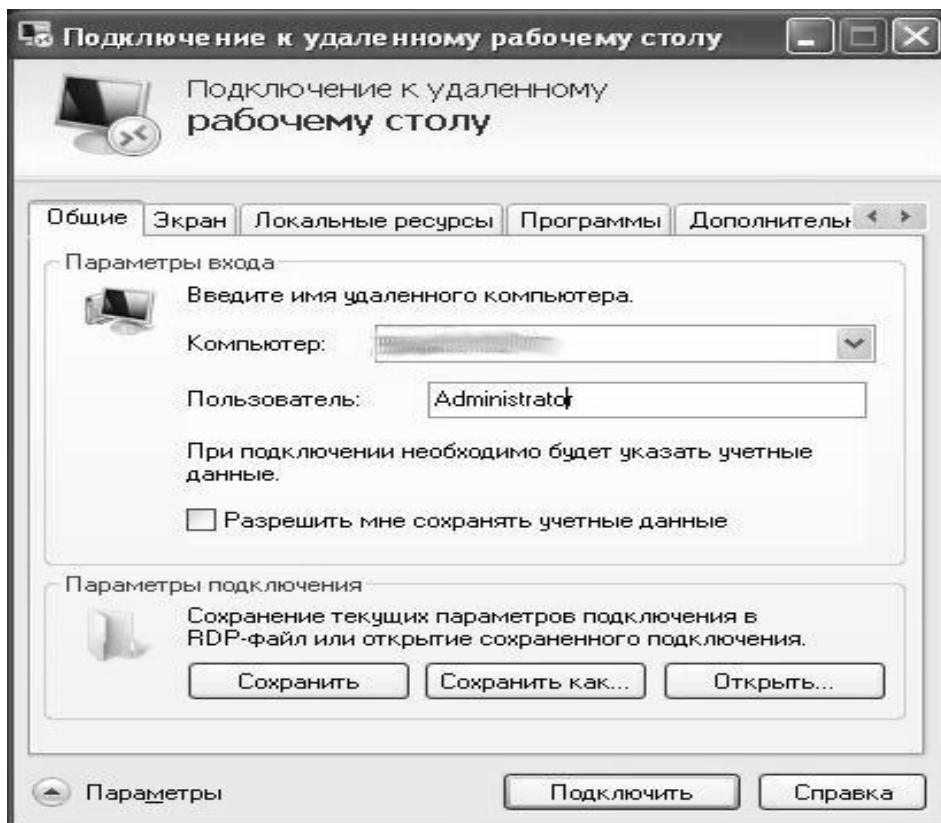 Подключение к удаленному рабочему столу
Подключение к удаленному
рабочему столу
Общие Экран Локальные ресурсы Программы Дополнительн
Параметры входа
Введите имя удаленного компьютера.
Компьютер:
Пользователь: Administrator
При подключении необходимо будет указать учетные
данные.
Разрешить мне сохранять учетные данные
Параметры подключения
Сохранение текущих параметров подключения в
RDP-файл или открытие сохраненного подключения.
Сохранить Сохранить как... Открыть...
Параметры Подключить Справка